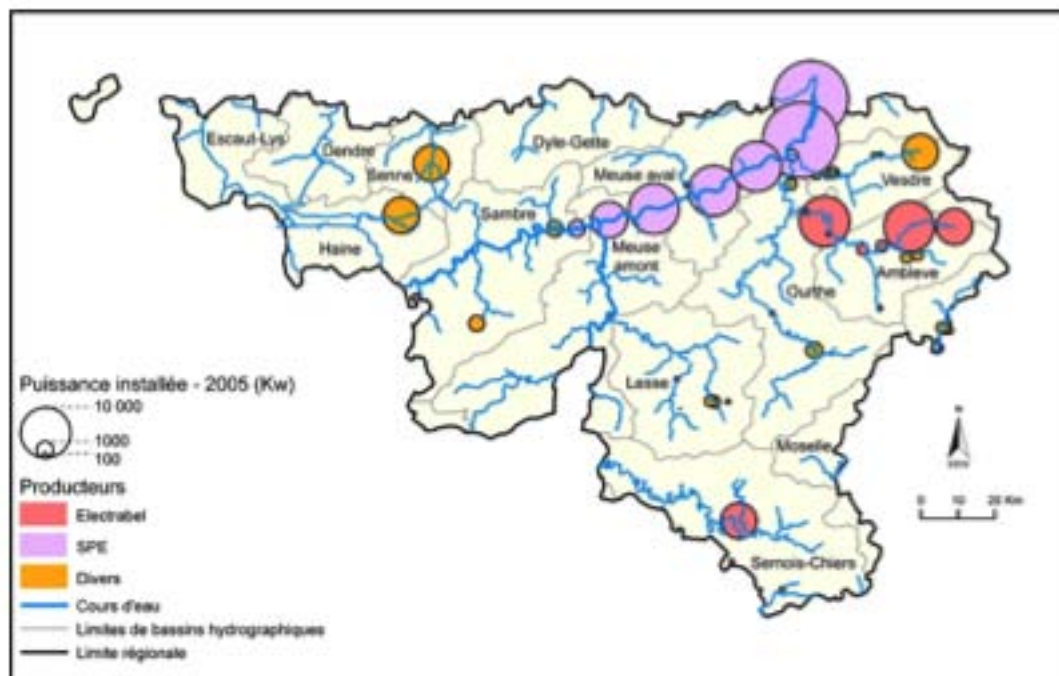 Escaut-Lys
Dendre
Senne
Dyle-Gette
Meuse aval
Vesdre
Sambre
Haine
Meuse
amont
Amblève
Ourthe
Lesse
Moselle
Semois-Chiers
Puissance installée - 2005 (Kw)
10 000
1000
100
Producteurs
Electrabel
SPE
Divers
Cours d'eau
Limites de bassins hydrographiques
Limite régionale
N
0 10 20 Km